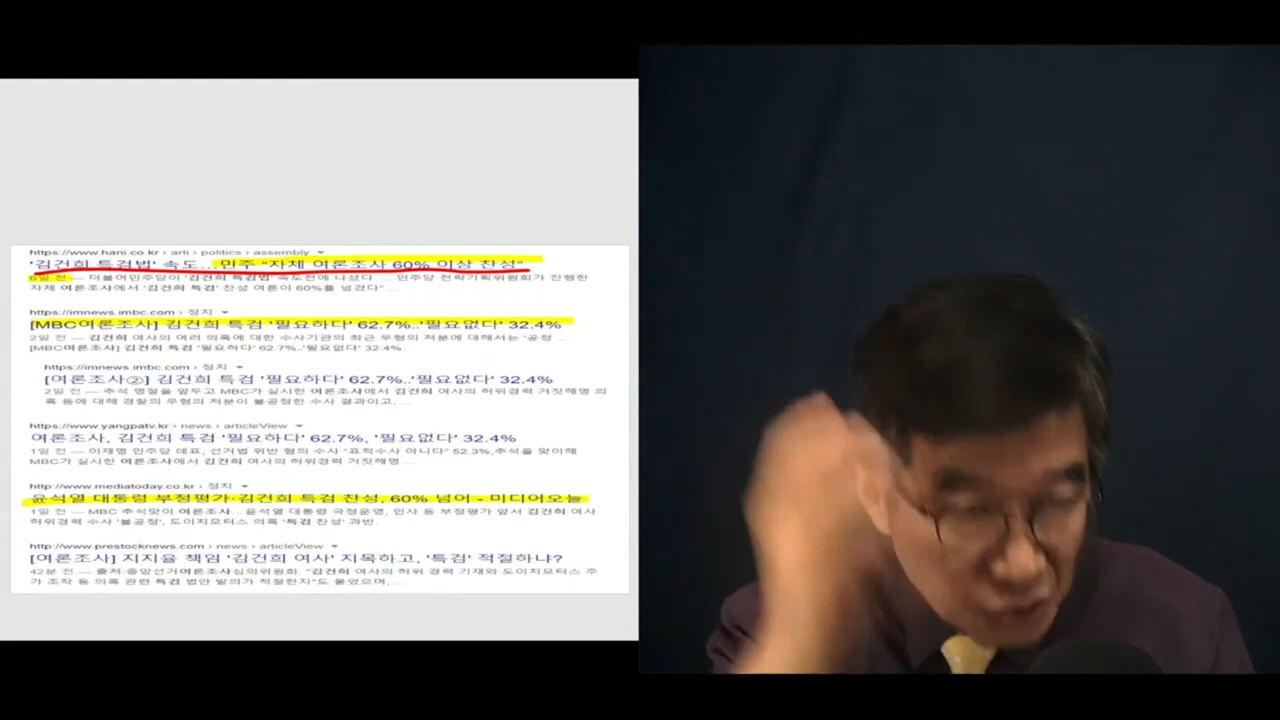 https://www.hani.co.kr › arti › politics › assembly
'김건희 특검법' 속도…민주 "자체 여론조사 60% 이상 찬성"
6일 전 — 더불어민주당이 '김건희 특검법' 속도전에 나섰다. ... 민주당 전략기획위원회가 진행한
자체 여론조사에서 '김건희 특검' 찬성 여론이 60%를 넘겼다" ...
https://imnews.imbc.com › 정치
[MBC여론조사] 김건희 특검 '필요하다' 62.7%..'필요없다' 32.4%
2일 전 — 김건희 여사의 여러 의혹에 대한 수사기관의 최근 무혐의 처분에 대해서는 '공정 ...
[MBC여론조사] 김건희 특검 '필요하다' 62.7%..'필요없다' 32.4%.
https://imnews.imbc.com › 정치
[여론조사②] 김건희 특검 '필요하다' 62.7%..'필요없다' 32.4%
2일 전 — 추석 명절을 앞두고 MBC가 실시한 여론조사에서 김건희 여사의 허위경력 거짓해명 의
혹 등에 대해 경찰의 무혐의 처분이 불공정한 수사 결과이고, ...
https://www.yangpatv.kr › news › articleView
여론조사, 김건희 특검 '필요하다' 62.7%, '필요없다' 32.4%
1일 전 — 이재명 민주당 대표, 선거법 위반 혐의 수사 "표적수사 아니다" 52.3%,추석을 맞이해
MBC가 실시한 여론조사에서 김건희 여사의 허위경력 거짓해명 ...
http://www.mediatoday.co.kr › 정치
윤석열 대통령 부정평가·김건희 특검 찬성, 60% 넘어 - 미디어오늘
1일 전 — MBC 추석맞이 여론조사... 윤석열 대통령 국정운영, 인사 등 부정평가 앞서 김건희 여사
허위경력 수사 '불공정', 도이치모터스 의혹 '특검 찬성' 과반.
http://www.prestocknews.com › news › articleView
[여론조사] 지지율 책임 '김건희 여사' 지목하고, '특검' 적절하냐?
42분 전 — 출처·중앙선거여론조사심의위원회. "김건희 여사의 허위 경력 기재와 도이치모터스 주
가 조작 등 의혹 관련 특검 법안 발의가 적절한지"도 물었으며, ...